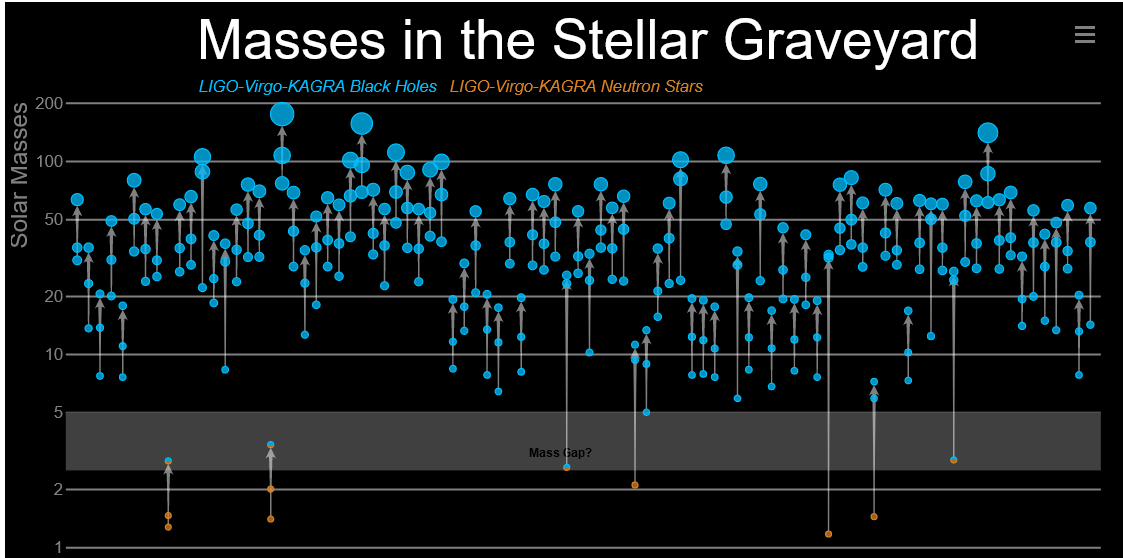 Masses in the Stellar Graveyard
LIGO-Virgo-KAGRA Black Holes LIGO-Virgo-KAGRA Neutron Stars
Solar Masses
200
100
50
20
10
5
Mass Gap?
2
1